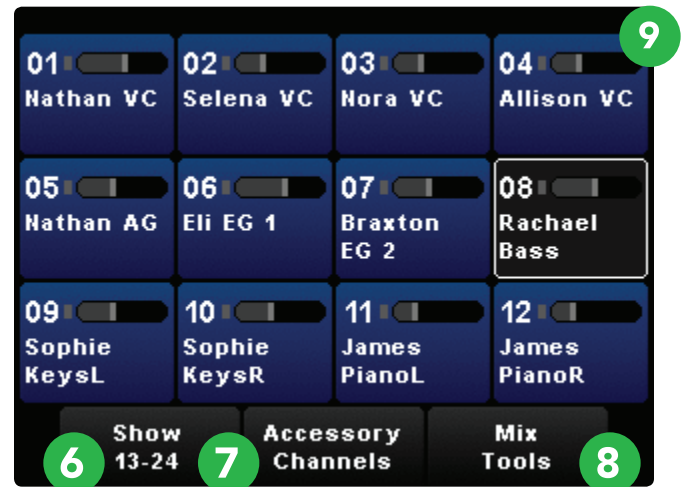 9
01
Nathan VC
02
Selena VC
03
Nora VC
04
Allison VC
05
Nathan AG
06
Eli EG 1
07
Braxton
EG 2
08
Rachael
Bass
09
Sophie
KeysL
10
Sophie
KeysR
11
James
PianoL
12
James
PianoR
6
Show
13-24
7
Accessory
Channels
Mix
Tools
8